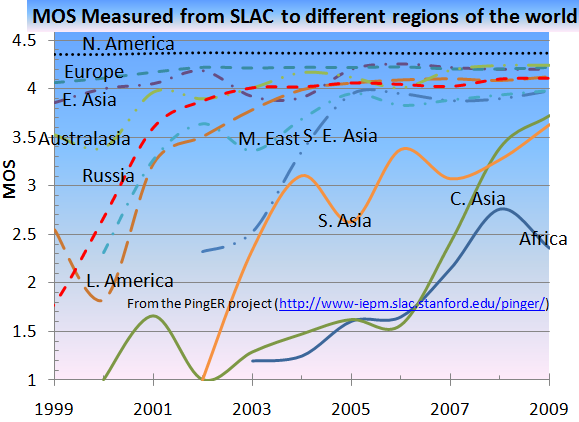 MOS Measured from SLAC to different regions of the world
4.5
N. America
Europe
4
E: Asia
Australasia
3.5
M. East S. E. Asia
Russia
3
MOS
C. Asia
S. Asia
2.5
Africa
L. America
2
From the PingER project (http://www-iepm.slac.stanford.edu/pinger/)
1.5
1
1999 2001 2003 2005 2007 2009